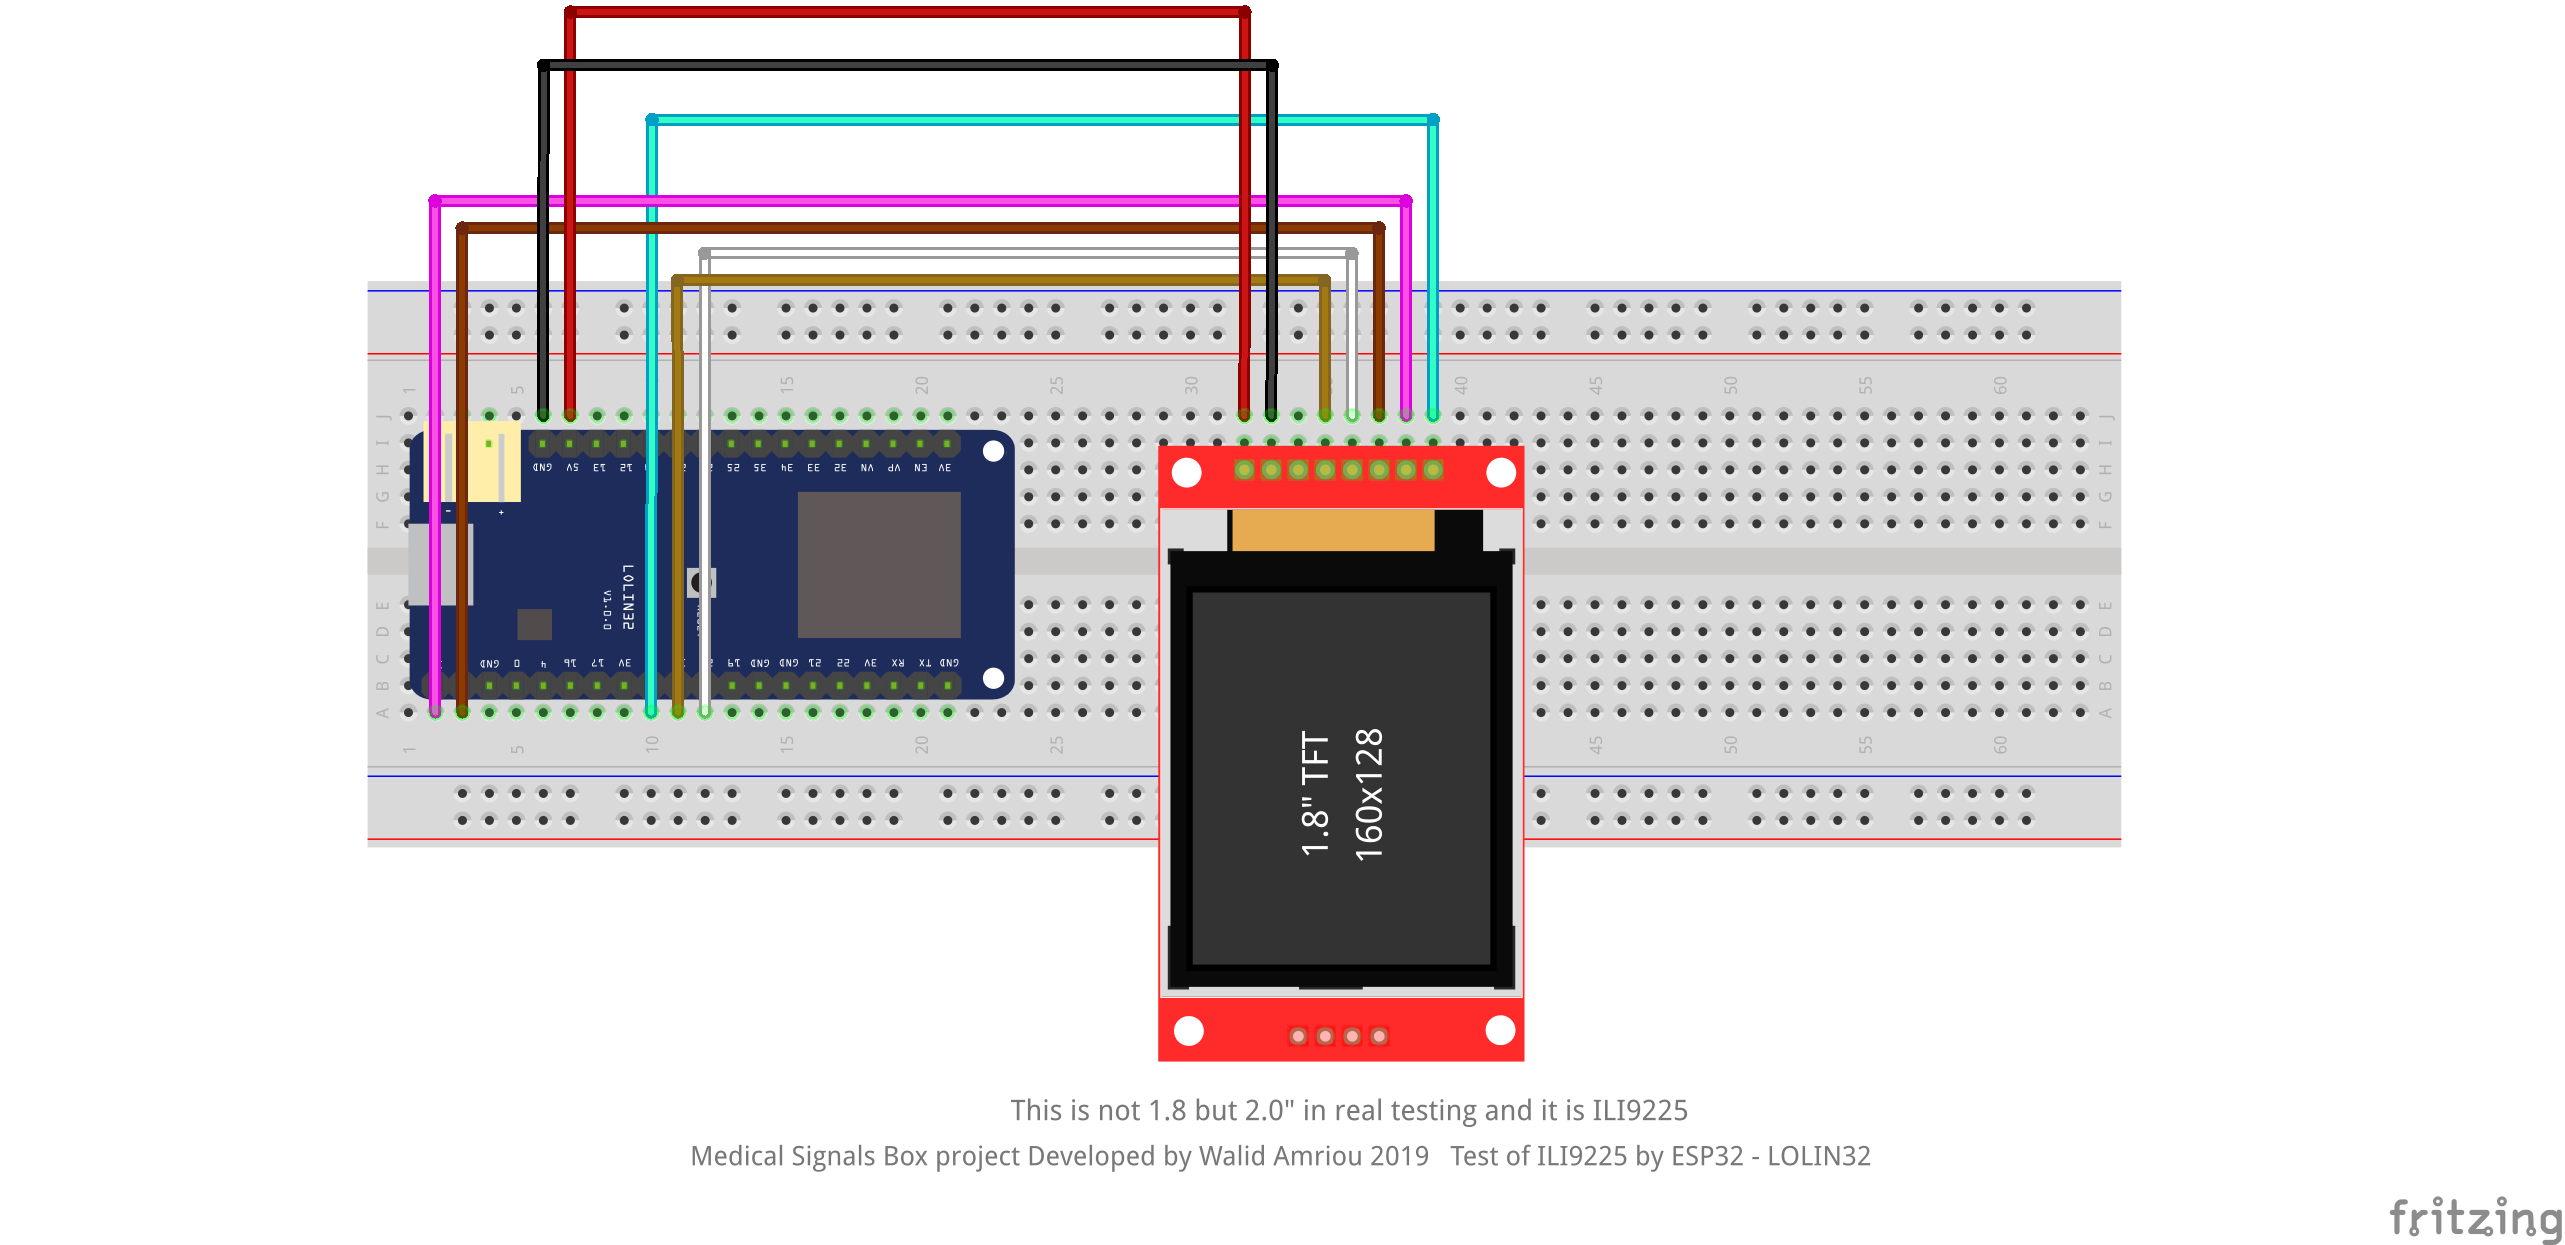 1 5 15 20 25 30 40 45 50 55 60
J J
I I
H H
G G
F F
GND 5V 13 12 25 35 34 33 32 VN VP EN 3V
- +
LOLIN32
V1.0.0
E E
D D
C C
B B
A A
GND 0 4 16 17 3V 19 GND GND 21 22 3V RX TX GND
1 5 10 15 20 25 45 50 55 60
1.8" TFT
160x128
This is not 1.8 but 2.0" in real testing and it is ILI9225
Medical Signals Box project Developed by Walid Amriou 2019 Test of ILI9225 by ESP32 - LOLIN32
fritzing